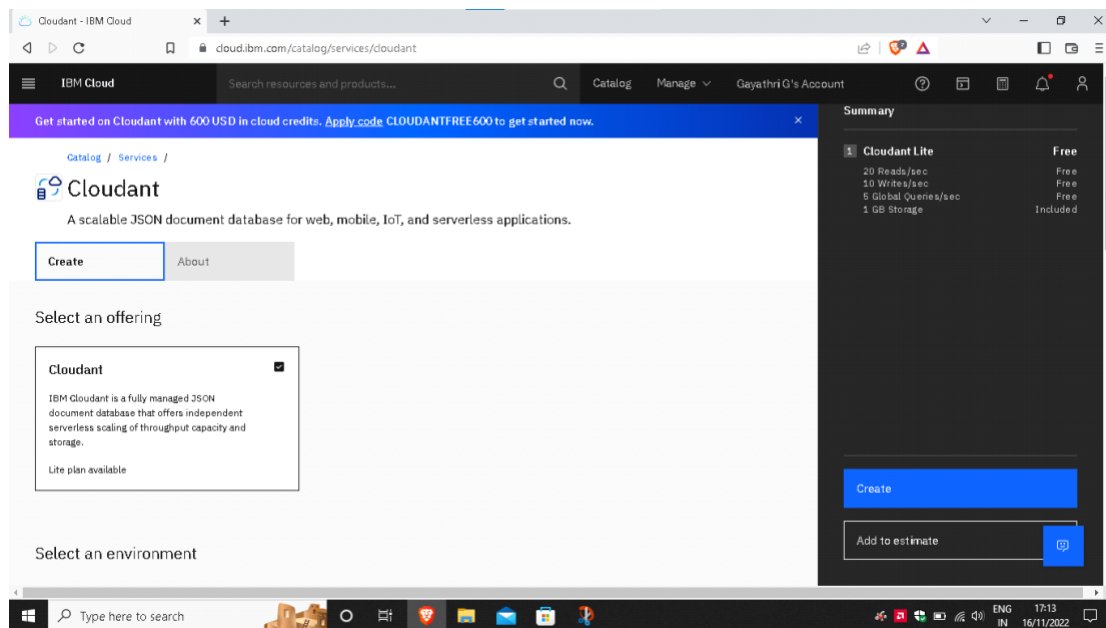 Cloudant - IBM Cloud
cloud.ibm.com/catalog/services/cloudant
IBM Cloud
Search resources and products...
Catalog
Manage
Gayathri G's Account
Get started on Cloudant with 600 USD in cloud credits. Apply code CLOUDANTFREE600 to get started now.
Catalog / Services /
Cloudant
A scalable JSON document database for web, mobile, IoT, and serverless applications.
Create
About
Select an offering
Cloudant
IBM Cloudant is a fully managed JSON
document database that offers independent
serverless scaling of throughput capacity and
storage.
Lite plan available
Select an environment
Summary
1 Cloudant Lite Free
20 Reads/sec Free
10 Writes/sec Free
5 Global Queries/sec Free
1 GB Storage Included
Create
Add to estimate
Type here to search
ENG
IN
17:13
16/11/2022